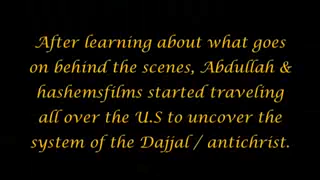 After learning about what goes
on behind the scenes, Abdullah &
hashemsfilms started traveling
all over the U.S to uncover the
system of the Dajjal / antichrist.